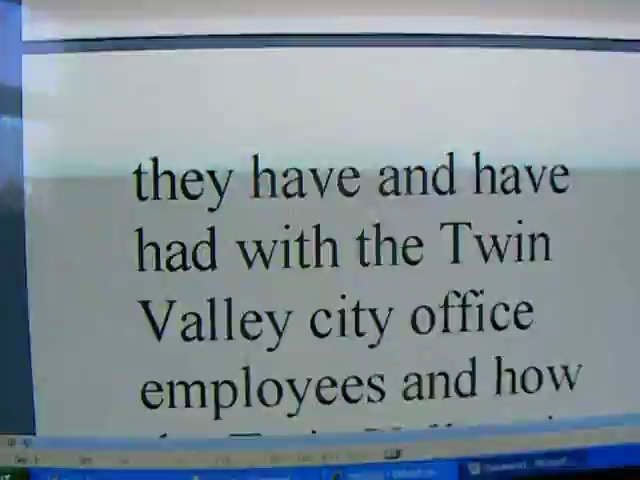 they have and have
had with the Twin
Valley city office
employees and how